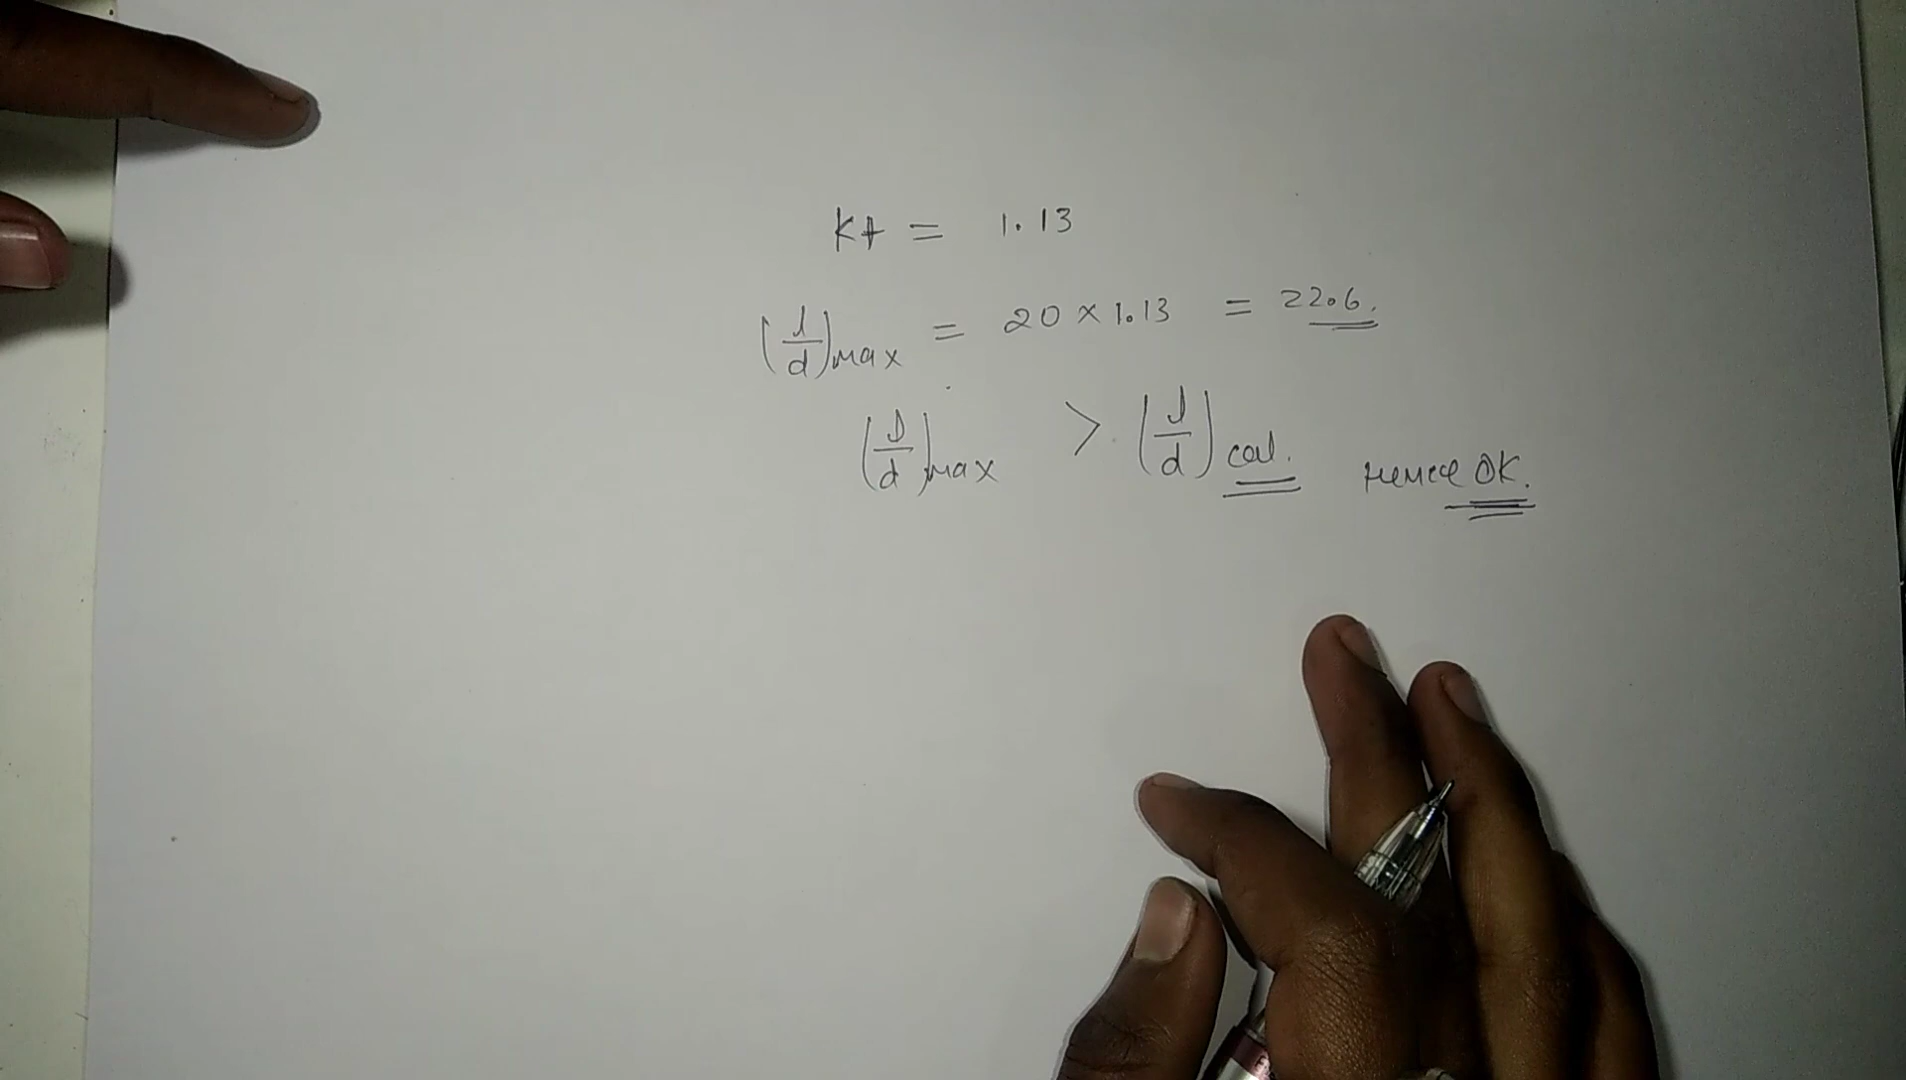 Kt = 1.13
(l/d)max = 20 × 1.13 = 22.6.
(l/d)max > (l/d) cal. Hence OK.